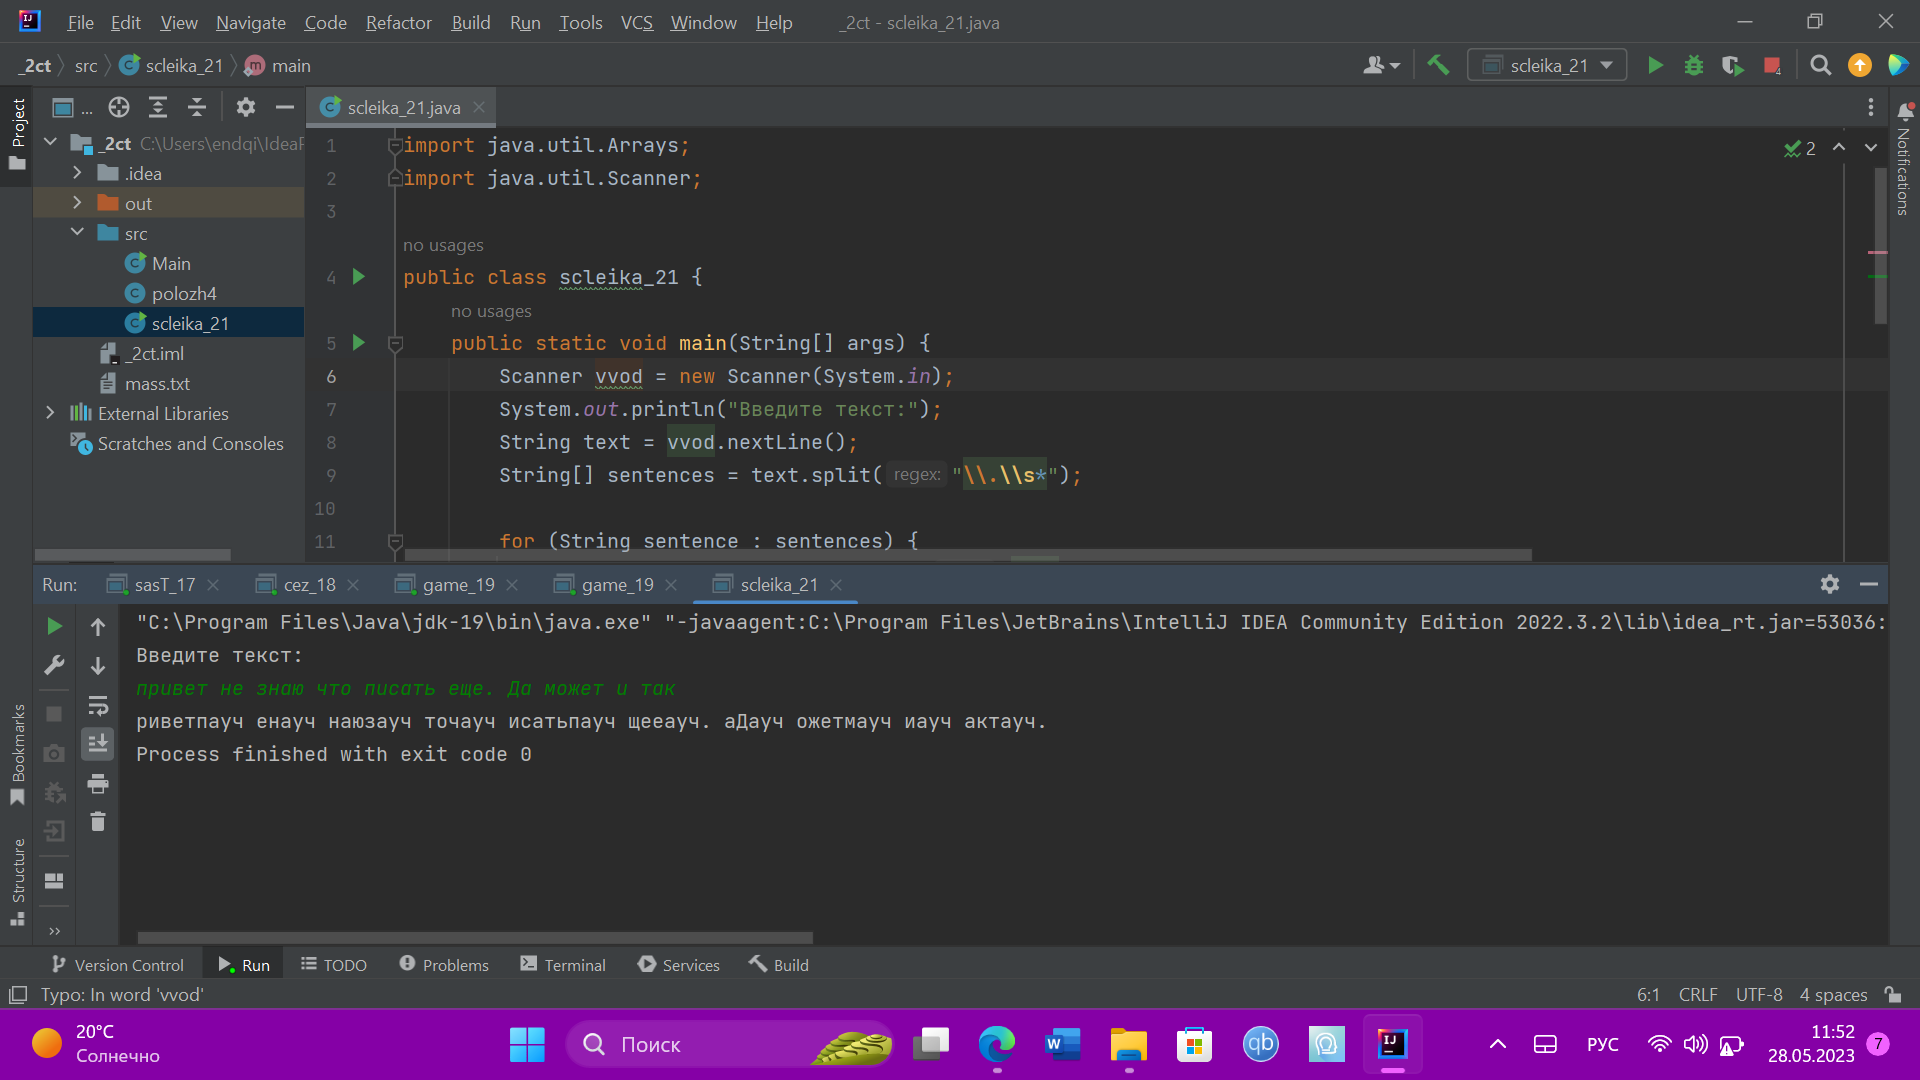 File Edit View Navigate Code Refactor Build Run Tools VCS Window Help _2ct - scleika_21.java
_2ct src scleika_21 main
scleika_21
Project
...
scleika_21.java
_2ct C:\Users\endqi\IdeaF
.idea
out
src
Main
polozh4
scleika_21
_2ct.iml
mass.txt
External Libraries
Scratches and Consoles
1 import java.util.Arrays;
2 import java.util.Scanner;
3
no usages
4 public class scleika_21 {
no usages
5 public static void main(String[] args) {
6 Scanner vvod = new Scanner(System.in);
7 System.out.println("Введите текст:");
8 String text = vvod.nextLine();
9 String[] sentences = text.split( regex: "\\.\\s*");
10
11 for (String sentence : sentences) {
2
Notifications
Run: sasT_17 cez_18 game_19 game_19 scleika_21
"C:\Program Files\Java\jdk-19\bin\java.exe" "-javaagent:C:\Program Files\JetBrains\IntelliJ IDEA Community Edition 2022.3.2\lib\idea_rt.jar=53036:
Введите текст:
привет не знаю что писать еще. Да может и так
риветпауч енауч наюзауч точауч исатьпауч щееауч. аДауч ожетмауч иауч актауч.
Process finished with exit code 0
Bookmarks
Structure
Version Control Run TODO Problems Terminal Services Build
Typo: In word 'vvod' 6:1 CRLF UTF-8 4 spaces
20°C
Солнечно
Поиск
РУС
11:52
28.05.2023
7